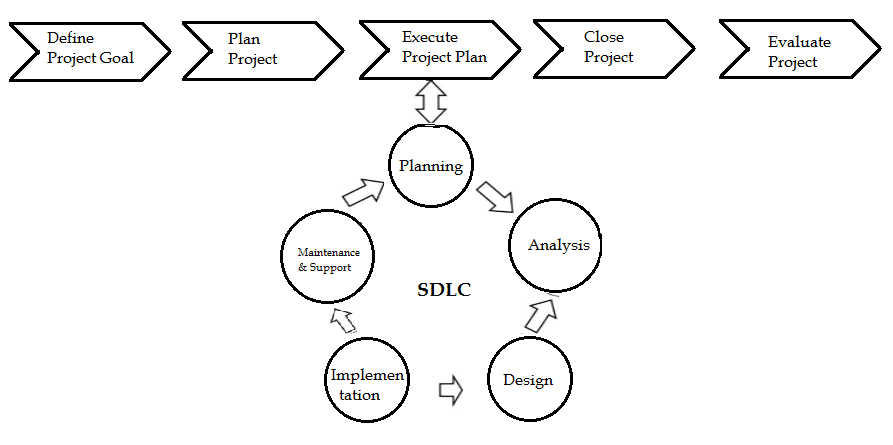 Define
Project Goal
Plan
Project
Execute
Project Plan
Close
Project
Evaluate
Project
Planning
Analysis
Maintenance
& Support
SDLC
Implemen
tation
Design